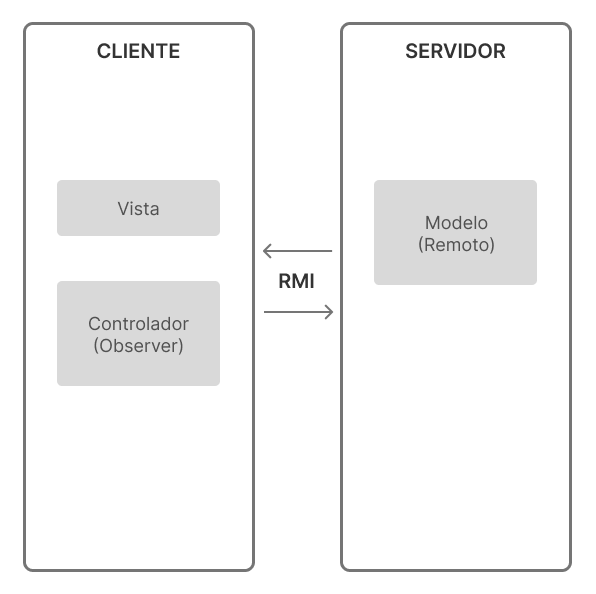 CLIENTE
Vista
Controlador
(Observer)
RMI
SERVIDOR
Modelo
(Remoto)